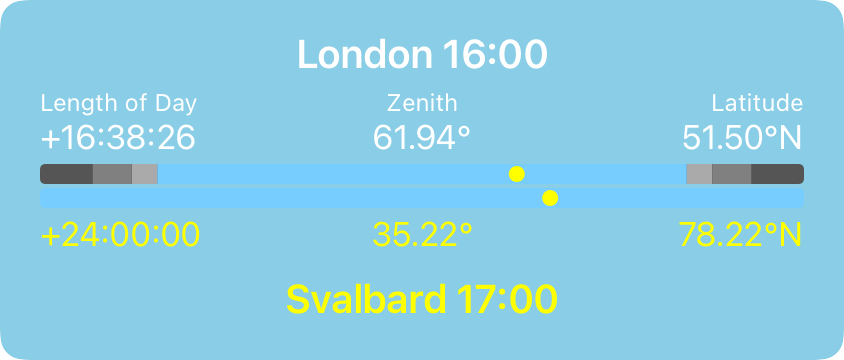 London 16:00
Length of Day Zenith Latitude
+16:38:26 61.94° 51.50°N
+24:00:00 35.22° 78.22°N
Svalbard 17:00